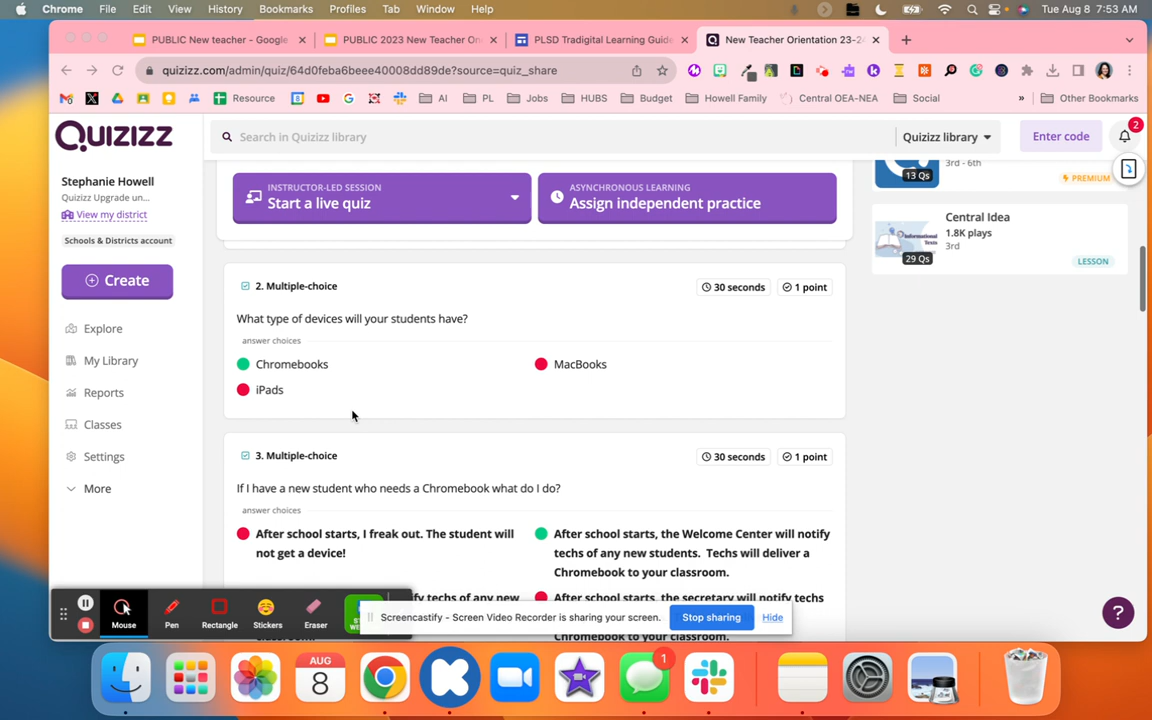 Chrome File Edit View History Bookmarks Profiles Tab Window Help
Tue Aug 8 7:53 AM
PUBLIC New teacher - Google
PUBLIC 2023 New Teacher On
PLSD Tradigital Learning Guide
New Teacher Orientation 23-24
quizizz.com/admin/quiz/64d0feba6beee40008dd89de?source=quiz_share
Resource
AI
PL
Jobs
HUBS
Budget
Howell Family
Central OEA-NEA
Social
»
Other Bookmarks
QUIZIZZ
Search in Quizizz library
Quizizz library
Enter code
2
Stephanie Howell
Quizizz Upgrade un...
View my district
Schools & Districts account
Create
Explore
My Library
Reports
Classes
Settings
More
INSTRUCTOR-LED SESSION
Start a live quiz
ASYNCHRONOUS LEARNING
Assign independent practice
13 Qs
3rd - 6th
PREMIUM
Central Idea
1.8K plays
3rd
29 Qs
LESSON
2. Multiple-choice
30 seconds
1 point
What type of devices will your students have?
answer choices
Chromebooks
MacBooks
iPads
3. Multiple-choice
30 seconds
1 point
If I have a new student who needs a Chromebook what do I do?
answer choices
After school starts, I freak out. The student will
not get a device!
After school starts, the Welcome Center will notify
techs of any new students. Techs will deliver a
Chromebook to your classroom.
tify techs of any new
After school starts, the secretary will notify techs
Chromebook to your classroom.
Mouse
Pen
Rectangle
Stickers
Eraser
Screencastify - Screen Video Recorder is sharing your screen.
Stop sharing
Hide
?
AUG
8
1